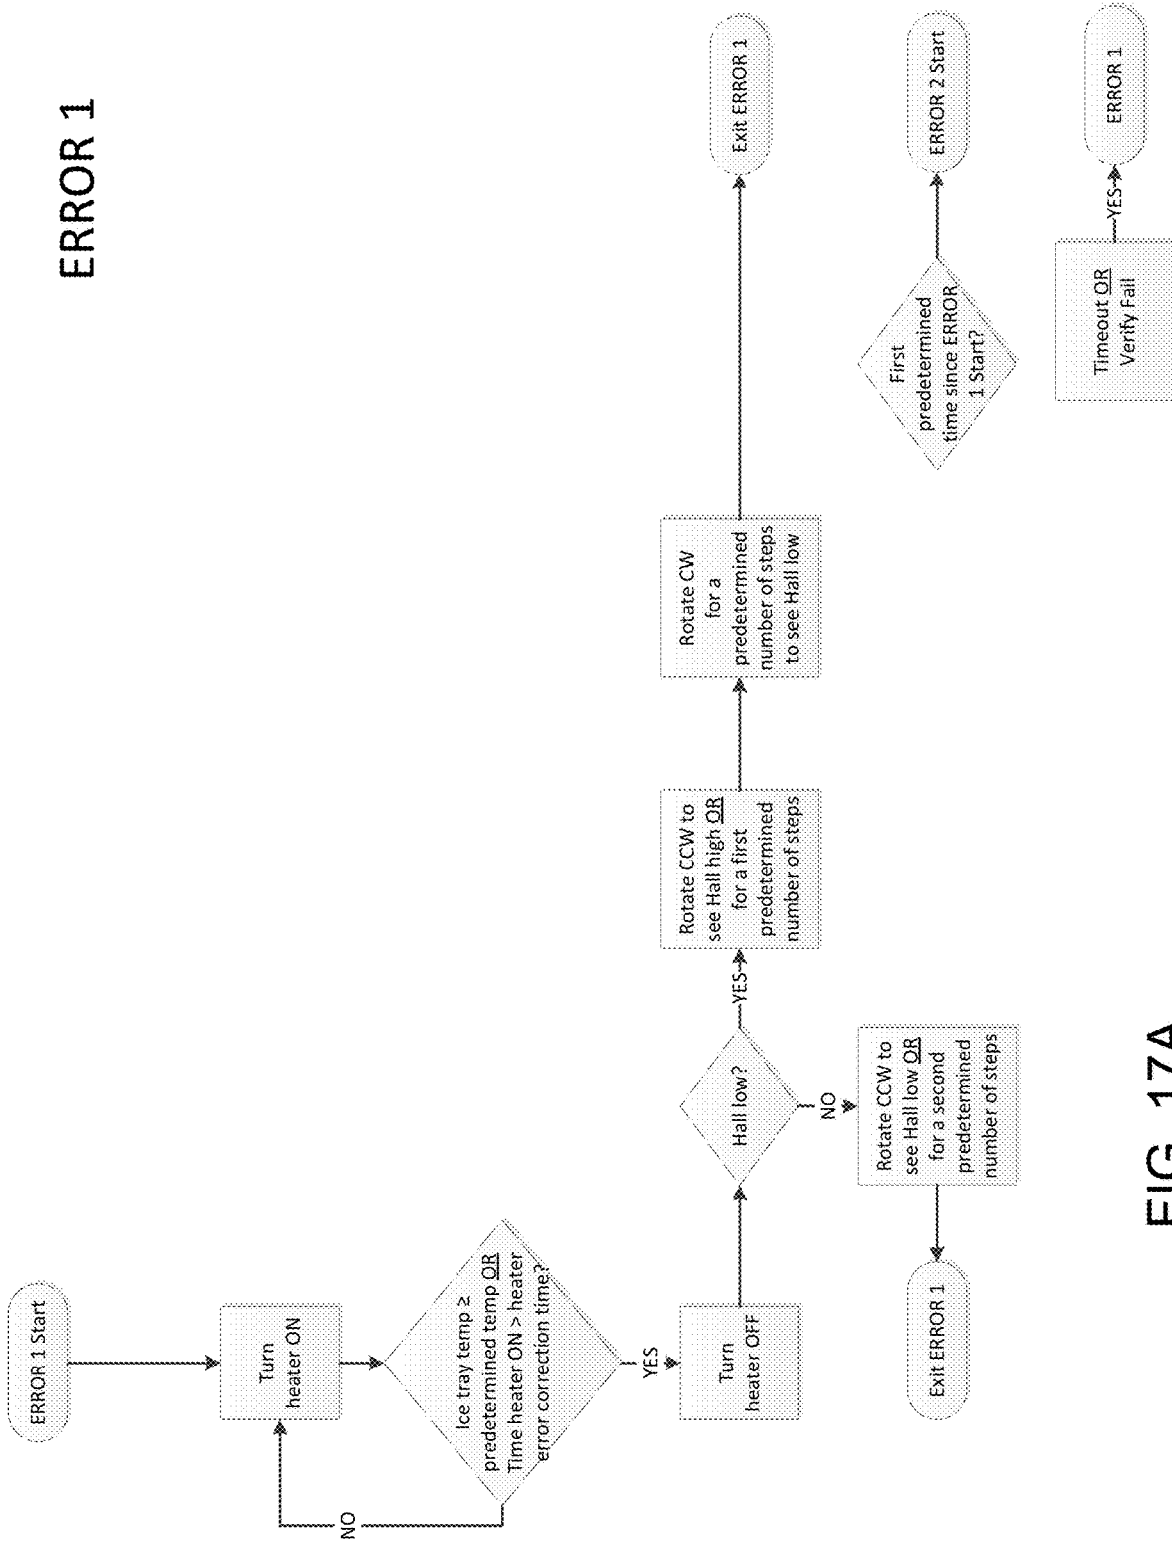 ERROR 1
ERROR 1 Start
Turn
heater ON
NO
Ice tray temp ≥
predetermined temp OR
Time heater ON > heater
error correction time?
YES
Turn
heater OFF
Hall low?
YES
Rotate CCW to
see Hall high OR
for a first
predetermined
number of steps
Rotate CW
for a
predetermined
number of steps
to see Hall low
Exit ERROR 1
NO
Rotate CCW to
see Hall low OR
for a second
predetermined
number of steps
Exit ERROR 1
First
predetermined
time since ERROR
1 Start?
ERROR 2 Start
Timeout OR
Verify Fail
YES
ERROR 1
FIG. 17A